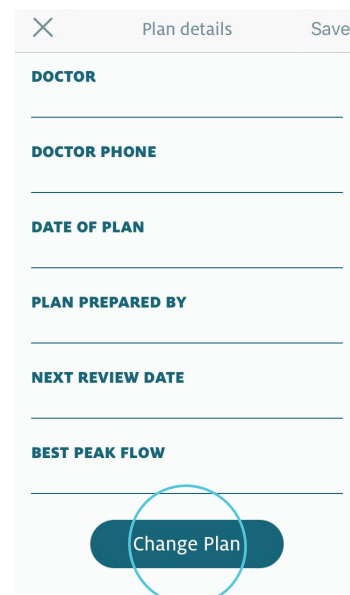 Plan details Save
DOCTOR
DOCTOR PHONE
DATE OF PLAN
PLAN PREPARED BY
NEXT REVIEW DATE
BEST PEAK FLOW
Change Plan